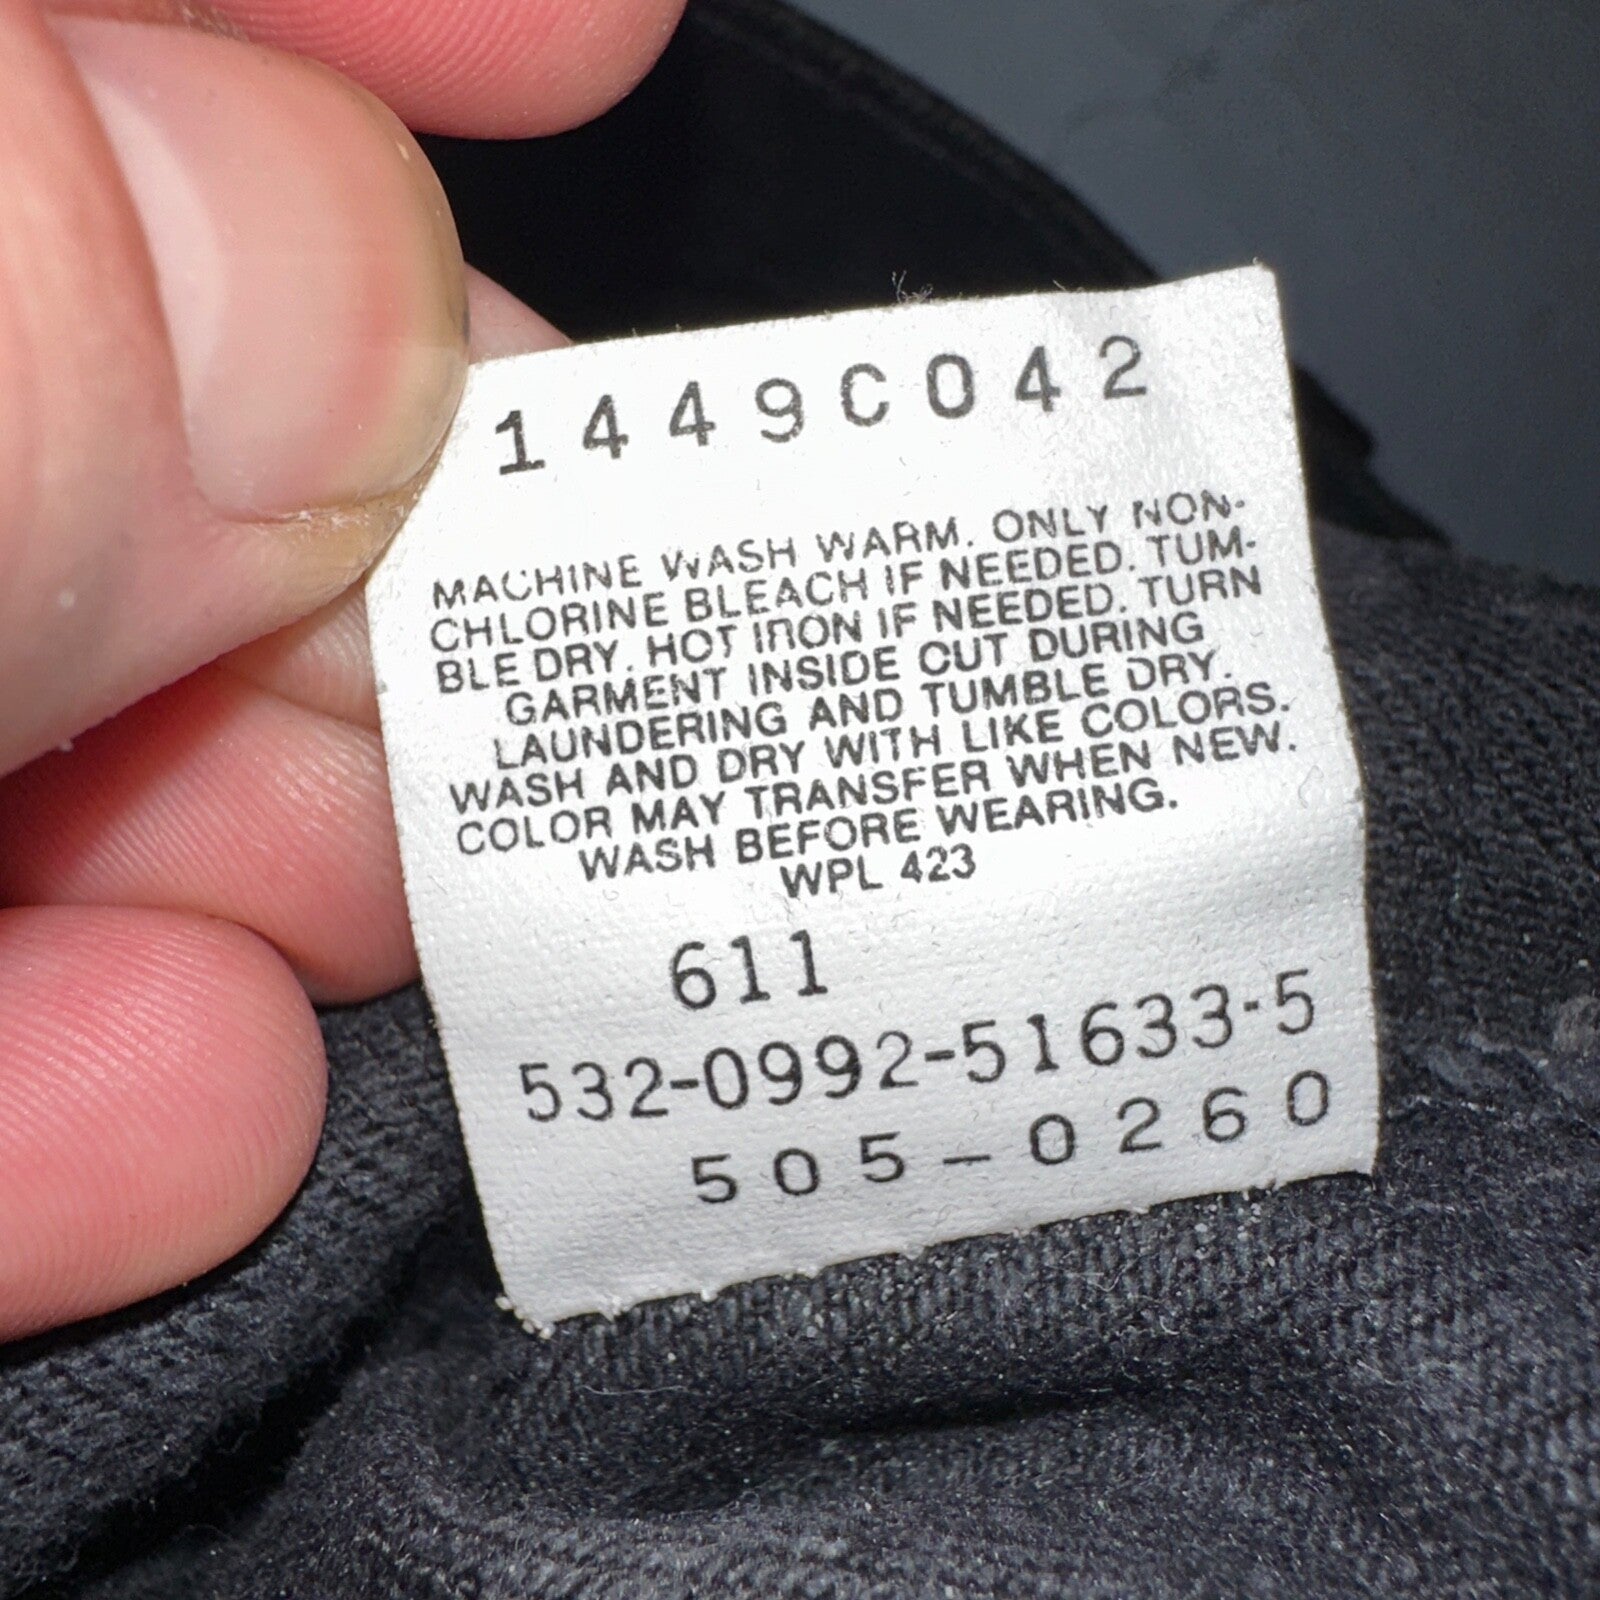 1449C042
MACHINE WASH WARM. ONLY NON-
CHLORINE BLEACH IF NEEDED. TUM-
BLE DRY. HOT IRON IF NEEDED. TURN
GARMENT INSIDE OUT DURING
LAUNDERING AND TUMBLE DRY.
WASH AND DRY WITH LIKE COLORS.
COLOR MAY TRANSFER WHEN NEW.
WASH BEFORE WEARING.
WPL 423
611
532-0992-51633-5
505-0260